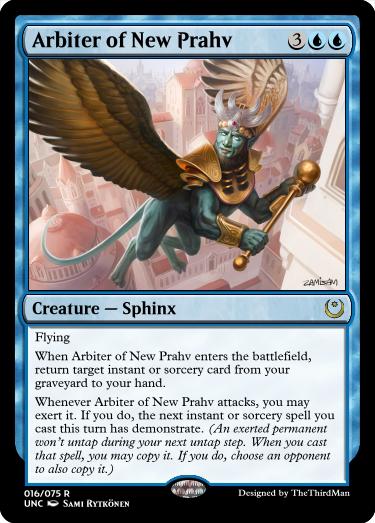 Arbiter of New Prahv 3
Creature — Sphinx
Flying
When Arbiter of New Prahv enters the battlefield,
return target instant or sorcery card from your
graveyard to your hand.
Whenever Arbiter of New Prahv attacks, you may
exert it. If you do, the next instant or sorcery spell you
cast this turn has demonstrate. (An exerted permanent
won't untap during your next untap step. When you cast
that spell, you may copy it. If you do, choose an opponent
to also copy it.)
016/075 R
UNC SAMI RYTKÖNEN
Designed by TheThirdMan